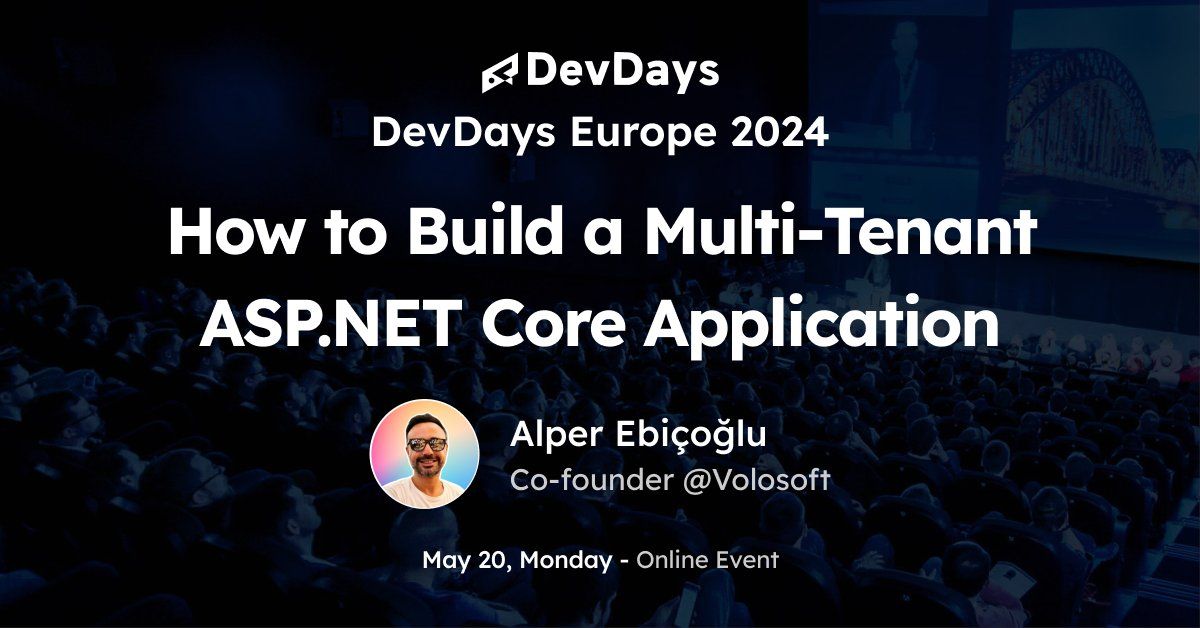 DevDays
DevDays Europe 2024
How to Build a Multi-Tenant
ASP.NET Core Application
Alper Ebiçoğlu
Co-founder @Volosoft
May 20, Monday - Online Event